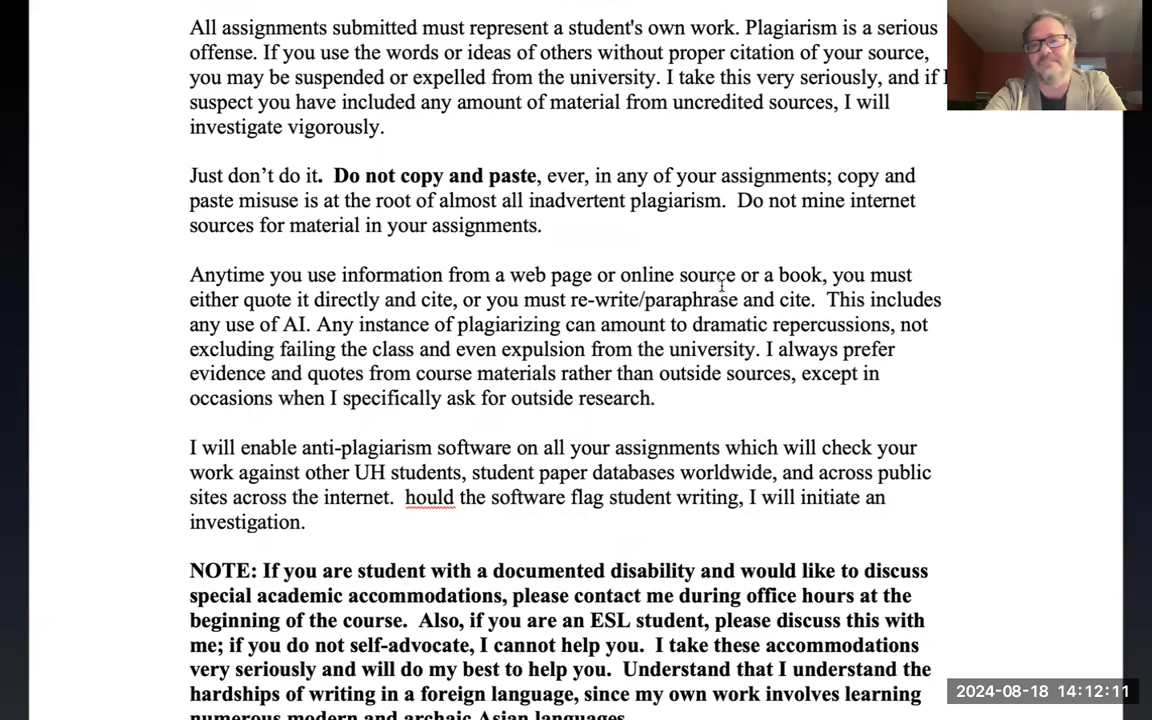 All assignments submitted must represent a student's own work. Plagiarism is a serious
offense. If you use the words or ideas of others without proper citation of your source,
you may be suspended or expelled from the university. I take this very seriously, and if I
suspect you have included any amount of material from uncredited sources, I will
investigate vigorously.
Just don’t do it. Do not copy and paste, ever, in any of your assignments; copy and
paste misuse is at the root of almost all inadvertent plagiarism. Do not mine internet
sources for material in your assignments.
Anytime you use information from a web page or online source or a book, you must
either quote it directly and cite, or you must re-write/paraphrase and cite. This includes
any use of AI. Any instance of plagiarizing can amount to dramatic repercussions, not
excluding failing the class and even expulsion from the university. I always prefer
evidence and quotes from course materials rather than outside sources, except in
occasions when I specifically ask for outside research.
I will enable anti-plagiarism software on all your assignments which will check your
work against other UH students, student paper databases worldwide, and across public
sites across the internet. hould the software flag student writing, I will initiate an
investigation.
NOTE: If you are student with a documented disability and would like to discuss
special academic accommodations, please contact me during office hours at the
beginning of the course. Also, if you are an ESL student, please discuss this with
me; if you do not self-advocate, I cannot help you. I take these accommodations
very seriously and will do my best to help you. Understand that I understand the
hardships of writing in a foreign language, since my own work involves learning
numerous modern and archaic Asian languages.
2024-08-18 14:12:11